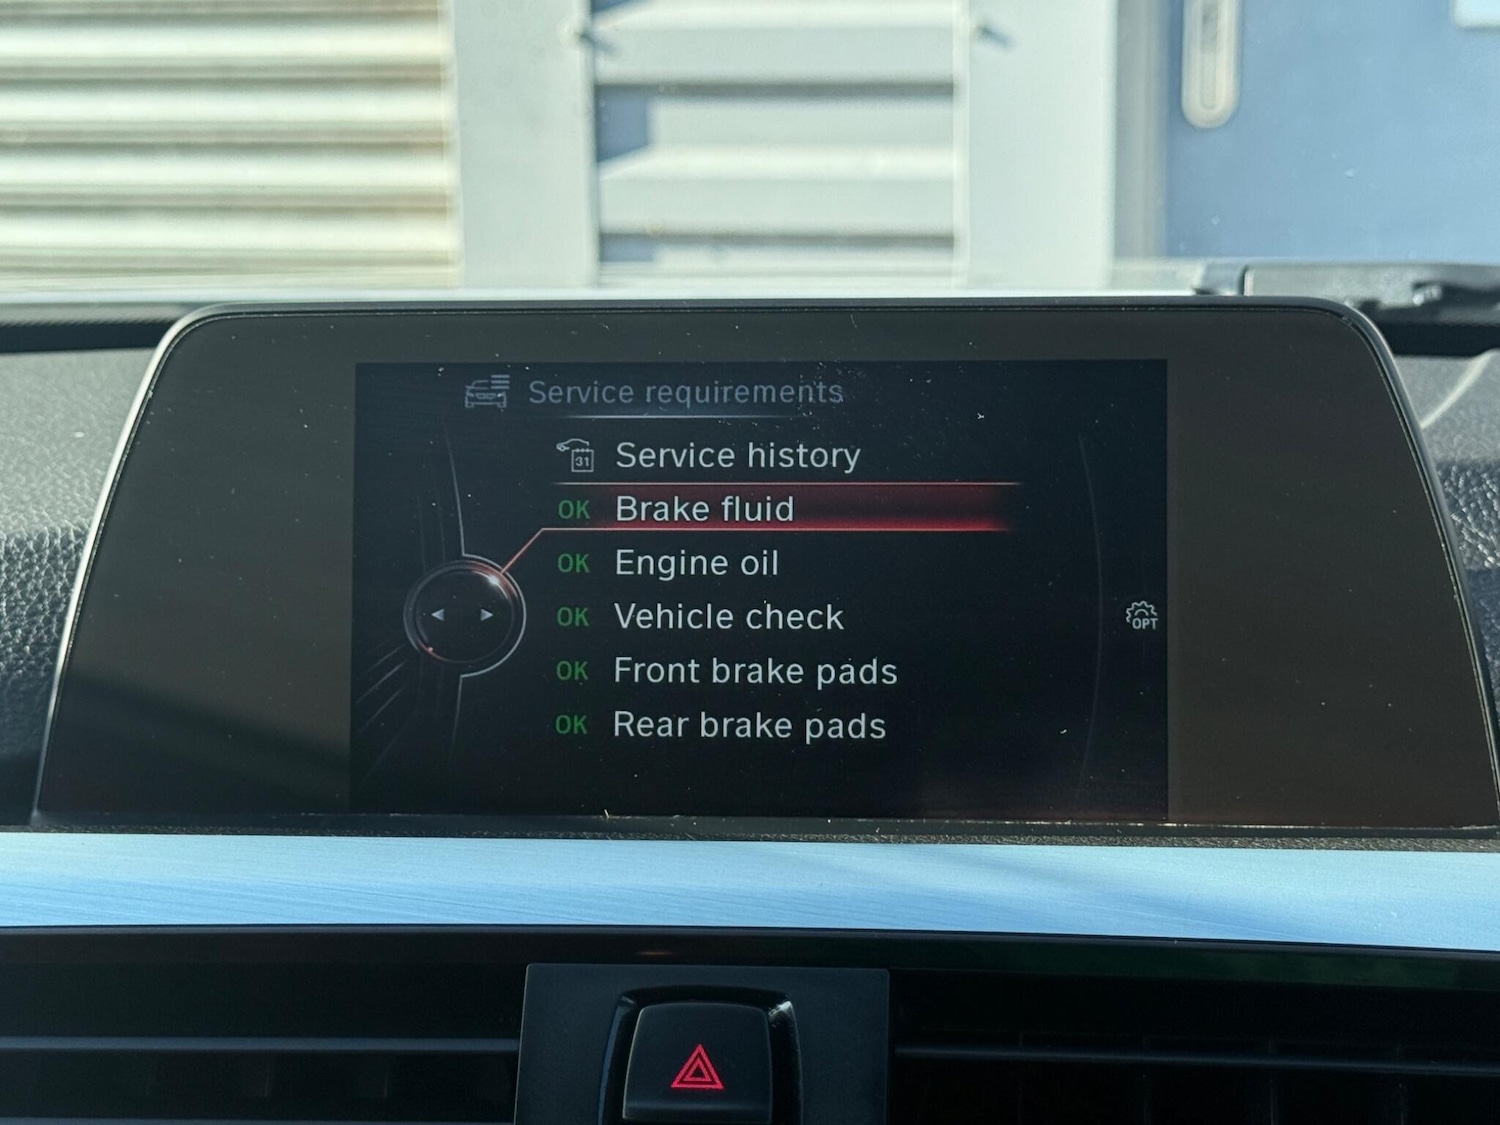 Service requirements
31 Service history
OK Brake fluid
OK Engine oil
OK Vehicle check
OK Front brake pads
OK Rear brake pads
OPT